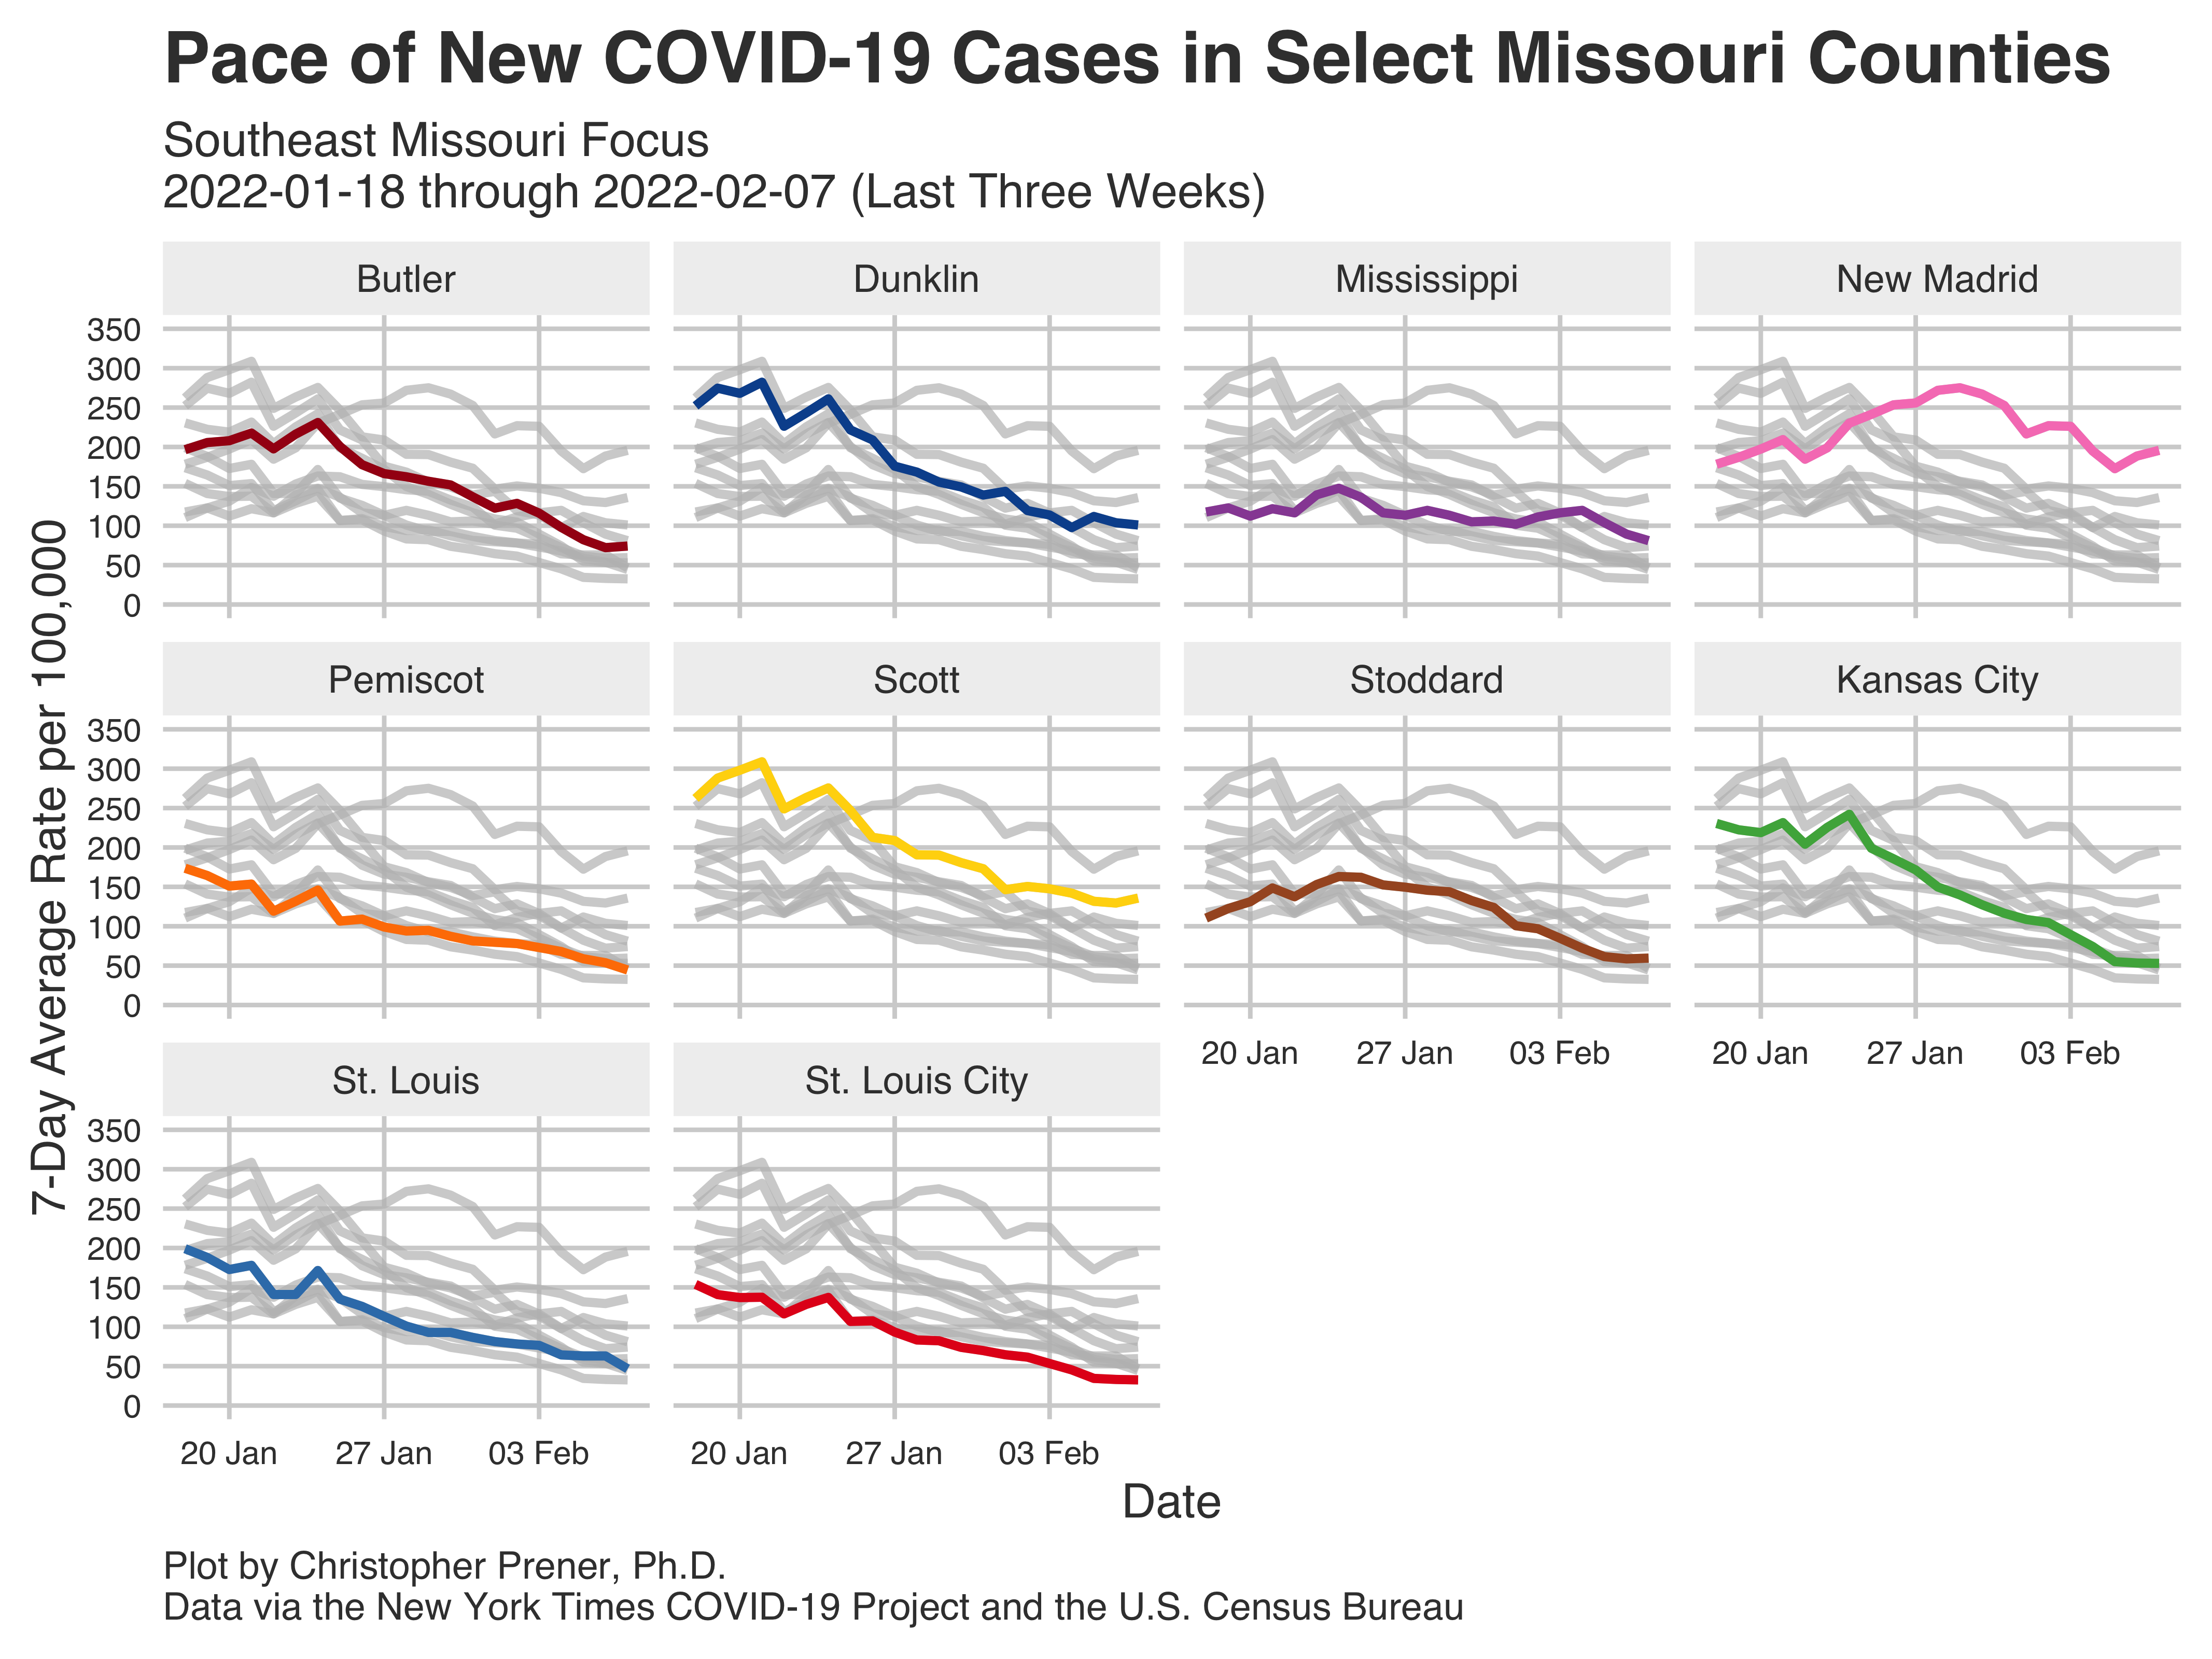 Pace of New COVID-19 Cases in Select Missouri Counties
Southeast Missouri Focus
2022-01-18 through 2022-02-07 (Last Three Weeks)
7-Day Average Rate per 100,000
Butler
Dunklin
Mississippi
New Madrid
350
300
250
200
150
100
50
0
Pemiscot
Scott
Stoddard
Kansas City
350
300
250
200
150
100
50
0
20 Jan
27 Jan
03 Feb
20 Jan
27 Jan
03 Feb
St. Louis
St. Louis City
350
300
250
200
150
100
50
0
20 Jan
27 Jan
03 Feb
20 Jan
27 Jan
03 Feb
Date
Plot by Christopher Prener, Ph.D.
Data via the New York Times COVID-19 Project and the U.S. Census Bureau